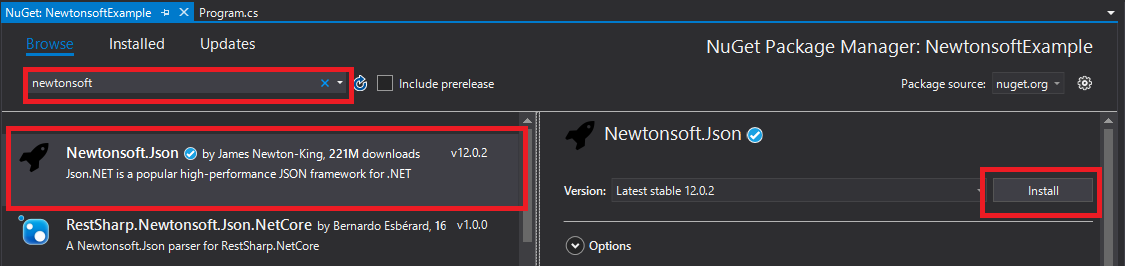 NuGet: NewtonsoftExample Program.cs
Browse Installed Updates
NuGet Package Manager: NewtonsoftExample
newtonsoft
Include prerelease
Package source: nuget.org
Newtonsoft.Json by James Newton-King, 221M downloads v12.0.2
Json.NET is a popular high-performance JSON framework for .NET
RestSharp.Newtonsoft.Json.NetCore by Bernardo Esbérard, 16 v1.0.0
A Newtonsoft.Json parser for RestSharp.NetCore
Newtonsoft.Json
Version: Latest stable 12.0.2 Install
Options